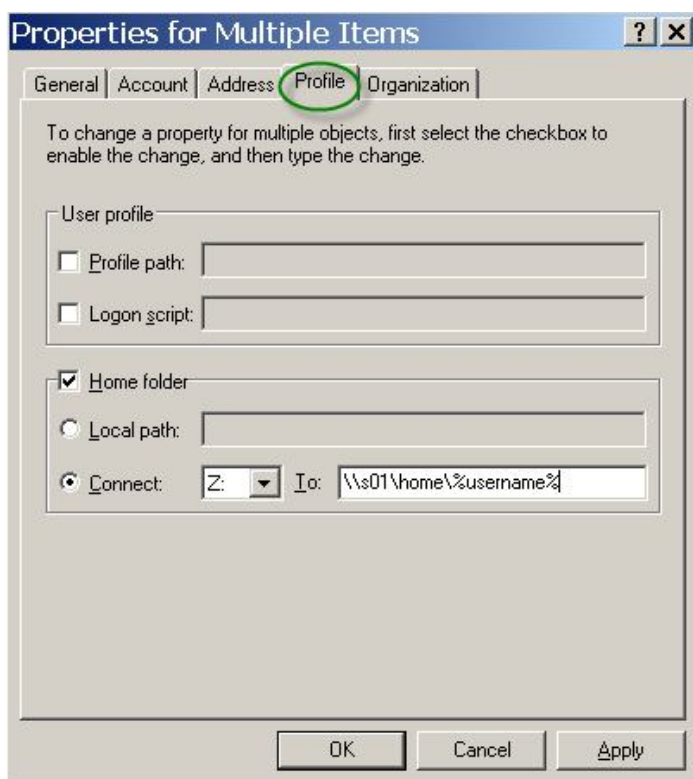 Properties for Multiple Items
General Account Address Profile Organization
To change a property for multiple objects, first select the checkbox to
enable the change, and then type the change.
User profile
Profile path:
Logon script:
Home folder
Local path:
Connect: Z: To: \\s01\home\%username%
OK Cancel Apply